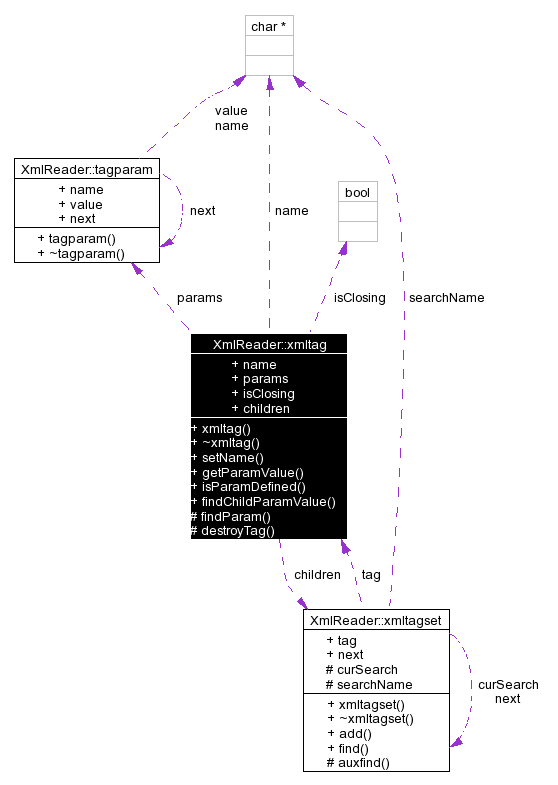 char *
value
name
XmlReader::tagparam
+ name
+ value
+ next
+ tagparam()
+ ~tagparam()
next
name
bool
params
isClosing
searchName
XmlReader::xmltag
+ name
+ params
+ isClosing
+ children
+ xmltag()
+ ~xmltag()
+ setName()
+ getParamValue()
+ isParamDefined()
+ findChildParamValue()
# findParam()
# destroyTag()
children
tag
XmlReader::xmltagset
+ tag
+ next
# curSearch
# searchName
+ xmltagset()
+ ~xmltagset()
+ add()
+ find()
# auxfind()
curSearch
next